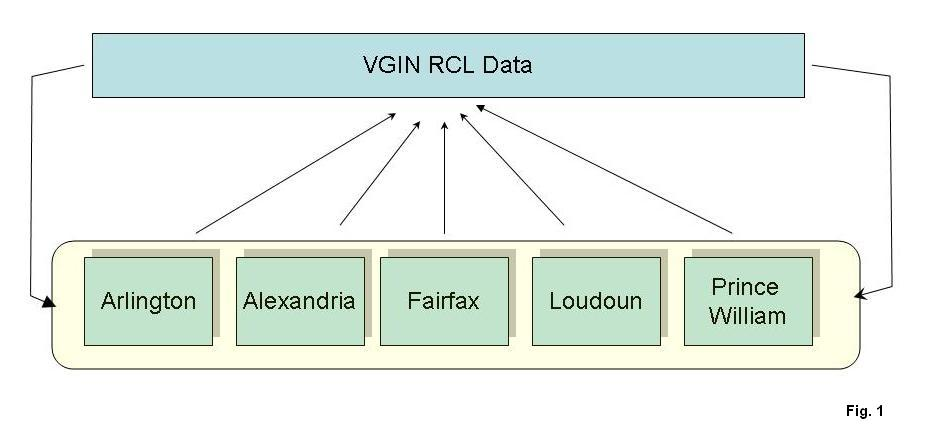 VGIN RCL Data
Arlington
Alexandria
Fairfax
Loudoun
Prince
William
Fig. 1